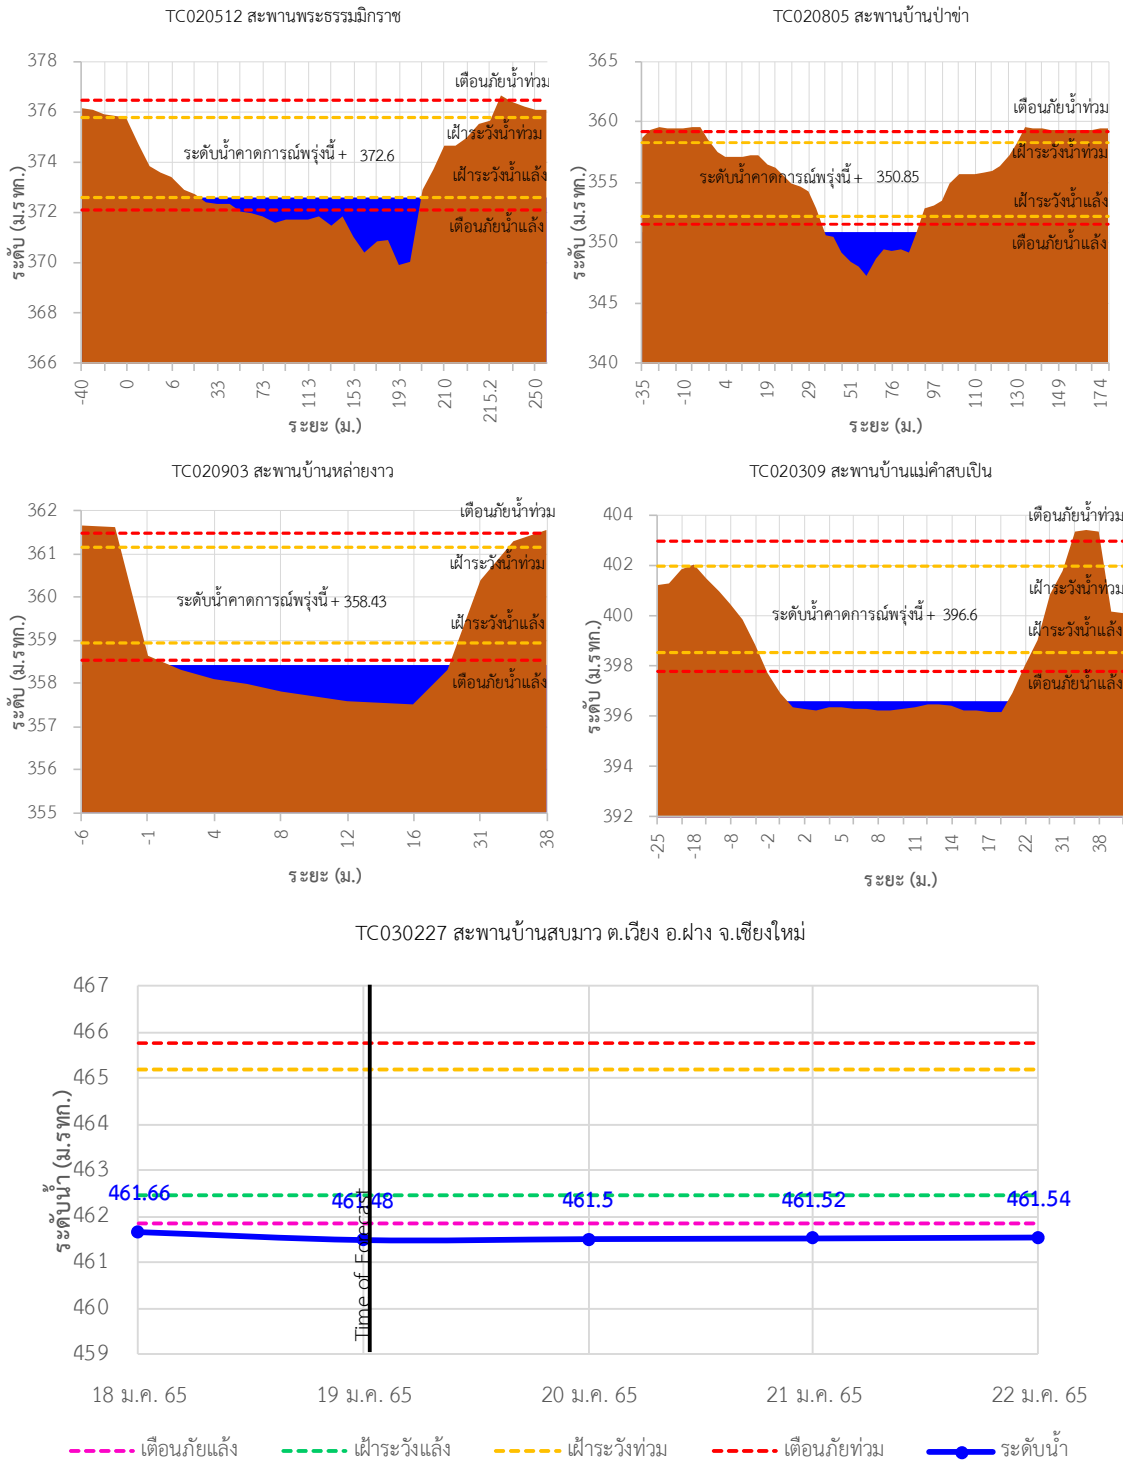 TC020512 สะพานพระธรรมมิกราช
378
376
374
372
370
368
366
ระดับ (ม.รทก.)
เตือนภัยน้ำท่วม
เฝ้าระวังน้ำท่วม
ระดับน้ำคาดการณ์พรุ่งนี้ + 372.6
เฝ้าระวังน้ำแล้ง
เตือนภัยน้ำแล้ง
-40 0 6 33 73 113 153 193 210 215.2 250
ระยะ (ม.)
TC020805 สะพานบ้านป่าข่า
365
360
355
350
345
340
ระดับ (ม.รทก.)
เตือนภัยน้ำท่วม
เฝ้าระวังน้ำท่วม
ระดับน้ำคาดการณ์พรุ่งนี้ + 350.85
เฝ้าระวังน้ำแล้ง
เตือนภัยน้ำแล้ง
-35 -10 4 19 29 51 76 97 110 130 149 174
ระยะ (ม.)
TC020903 สะพานบ้านหล่ายงาว
362
361
360
359
358
357
356
355
ระดับ (ม.รทก.)
เตือนภัยน้ำท่วม
เฝ้าระวังน้ำท่วม
ระดับน้ำคาดการณ์พรุ่งนี้ + 358.43
เฝ้าระวังน้ำแล้ง
เตือนภัยน้ำแล้ง
-6 -1 4 8 12 16 31 38
ระยะ (ม.)
TC020309 สะพานบ้านแม่คำสบเปิน
404
402
400
398
396
394
392
ระดับ (ม.รทก.)
เตือนภัยน้ำท่วม
เฝ้าระวังน้ำท่วม
ระดับน้ำคาดการณ์พรุ่งนี้ + 396.6
เฝ้าระวังน้ำแล้ง
เตือนภัยน้ำแล้ง
-25 -18 -8 -2 2 5 8 11 14 17 22 31 38
ระยะ (ม.)
TC030227 สะพานบ้านสบมาว ต.เวียง อ.ฝาง จ.เชียงใหม่
467
466
465
464
463
462
461
460
459
ระดับน้ำ (ม.รทก.)
461.66 461.48 461.5 461.52 461.54
Time of Forecast
18 ม.ค. 65 19 ม.ค. 65 20 ม.ค. 65 21 ม.ค. 65 22 ม.ค. 65
เตือนภัยแล้ง เฝ้าระวังแล้ง เฝ้าระวังท่วม เตือนภัยท่วม ระดับน้ำ